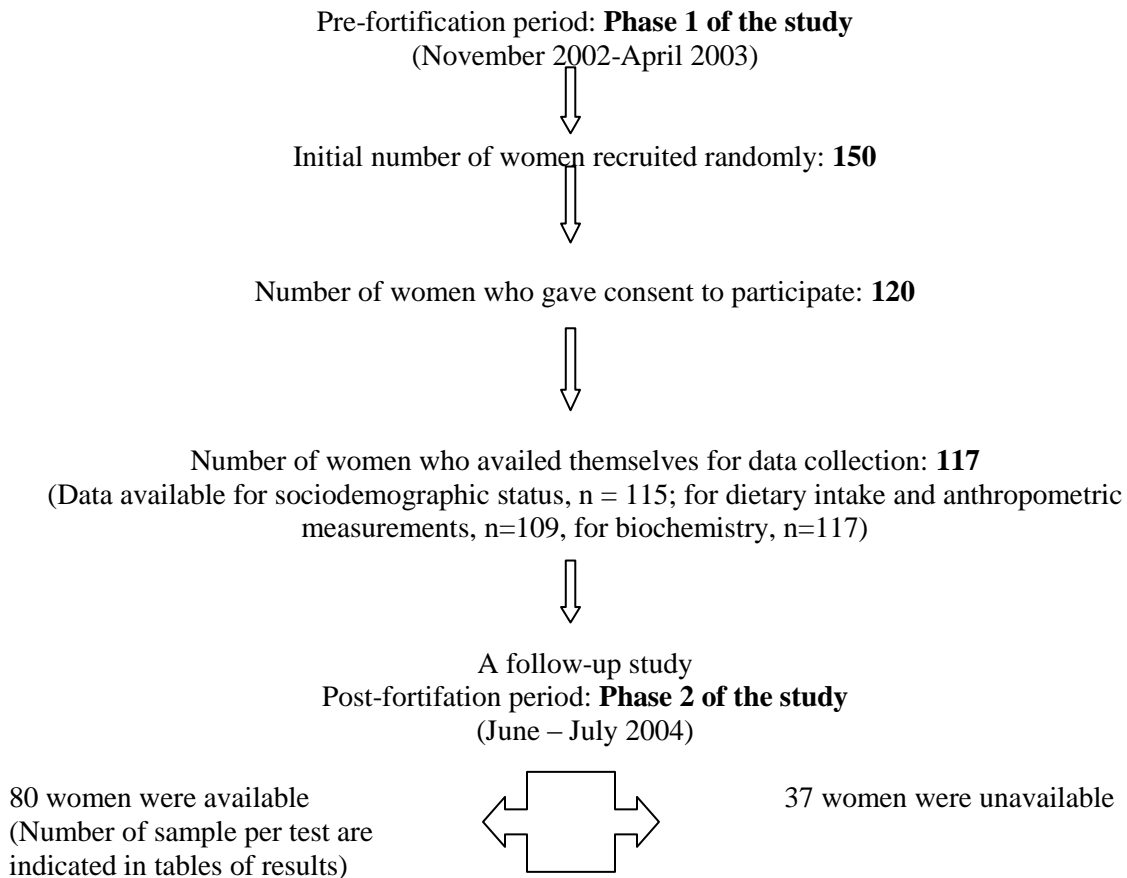 Pre-fortification period: Phase 1 of the study
(November 2002-April 2003)
Initial number of women recruited randomly: 150
Number of women who gave consent to participate: 120
Number of women who availed themselves for data collection: 117
(Data available for sociodemographic status, n = 115; for dietary intake and anthropometric
measurements, n=109, for biochemistry, n=117)
A follow-up study
Post-fortifation period: Phase 2 of the study
(June – July 2004)
80 women were available
(Number of sample per test are
indicated in tables of results)
37 women were unavailable